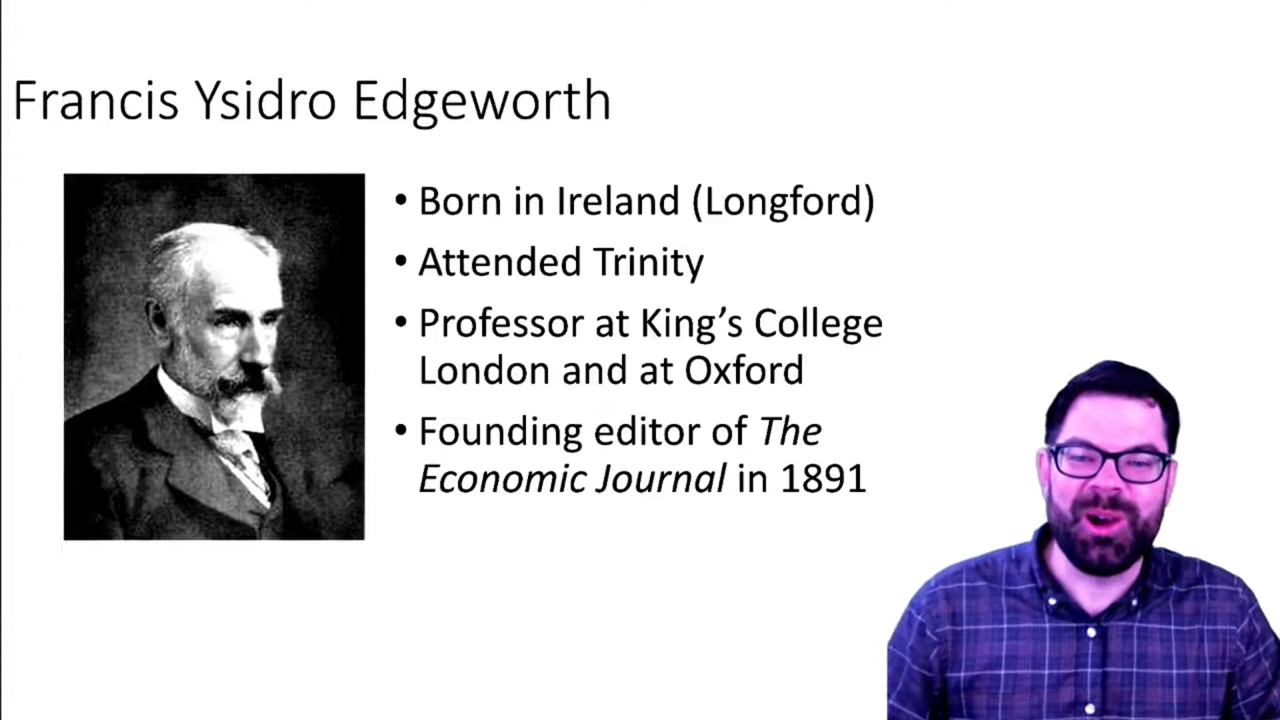 Francis Ysidro Edgeworth
• Born in Ireland (Longford)
• Attended Trinity
• Professor at King’s College
London and at Oxford
• Founding editor of The
Economic Journal in 1891